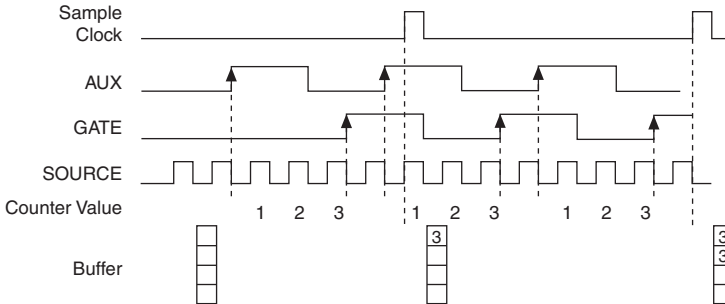 Sample
Clock
AUX
GATE
SOURCE
Counter Value 1 2 3 1 2 3 1 2 3
3 3
3
Buffer